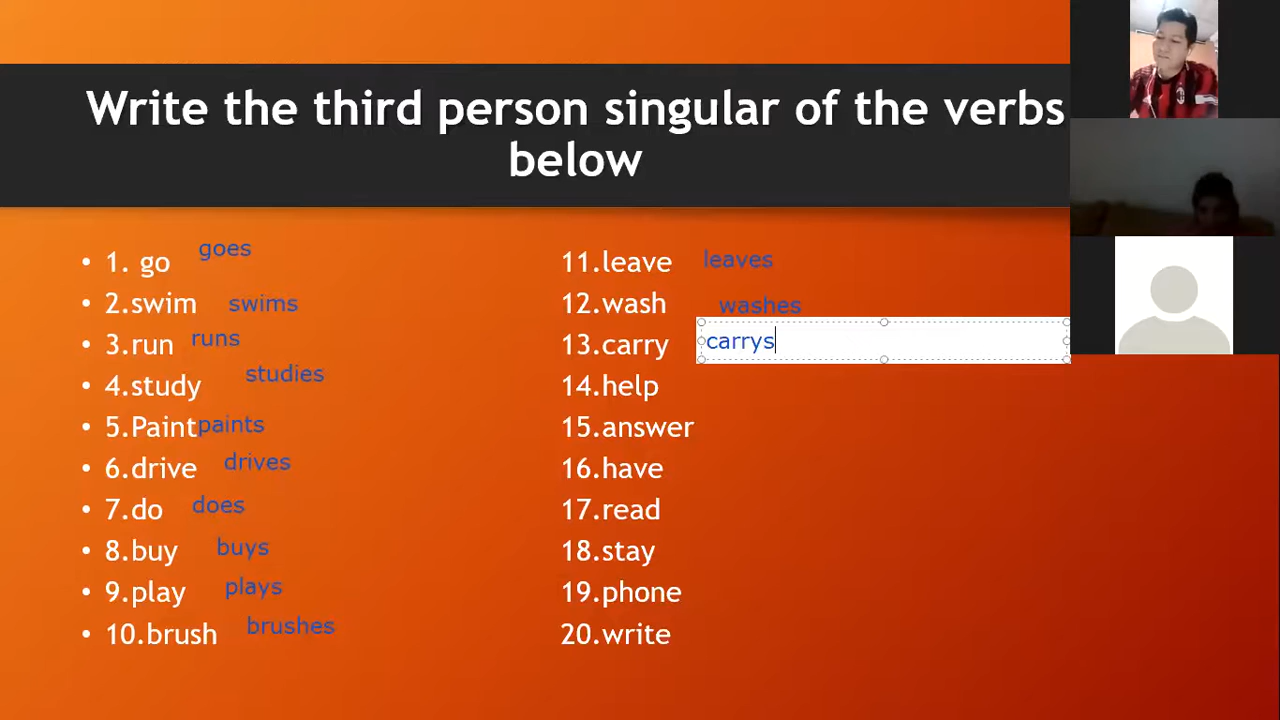 Write the third person singular of the verbs
below
• 1. go goes
• 2.swim swims
• 3.run runs
• 4.study studies
• 5.Paint paints
• 6.drive drives
• 7.do does
• 8.buy buys
• 9.play plays
• 10.brush brushes
11.leave leaves
12.wash washes
13.carry carrys
14.help
15.answer
16.have
17.read
18.stay
19.phone
20.write